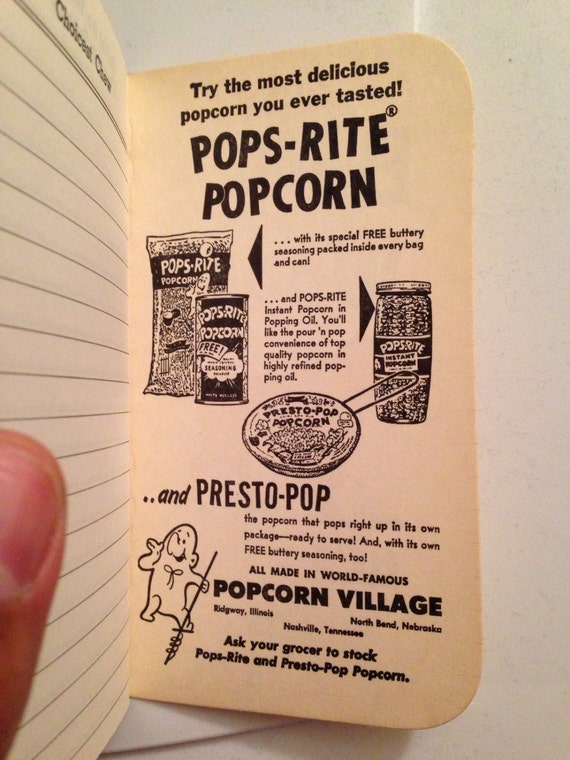 Choicest Chew
Try the most delicious
popcorn you ever tasted!
POPS-RITE®
POPCORN
. . . with its special FREE buttery
seasoning packed inside every bag
and can!
POPS-RITE
POPCORN
POPS-RITE
POPCORN
FREE!
SEASONING
. . . and POPS-RITE
Instant Popcorn in
Popping Oil. You'll
like the pour 'n pop
convenience of top
quality popcorn in
highly refined pop-
ping oil.
POPS-RITE
INSTANT
POPCORN
PRESTO-POP
POPCORN
..and PRESTO-POP
the popcorn that pops right up in its own
package—ready to serve! And, with its own
FREE buttery seasoning, too!
ALL MADE IN WORLD-FAMOUS
POPCORN VILLAGE
Ridgway, Illinois
North Bend, Nebraska
Nashville, Tennessee
Ask your grocer to stock
Pops-Rite and Presto-Pop Popcorn.